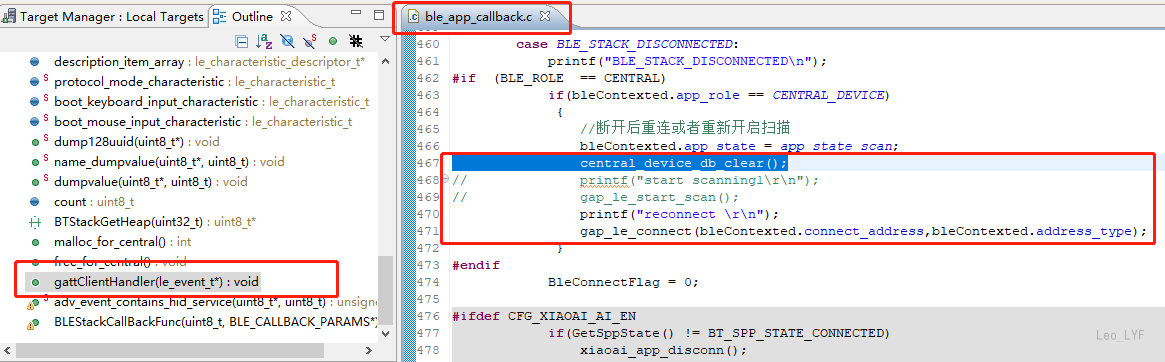 Target Manager : Local Targets
Outline
description_item_array : le_characteristic_descriptor_t*
protocol_mode_characteristic : le_characteristic_t
boot_keyboard_input_characteristic : le_characteristic_t
boot_mouse_input_characteristic : le_characteristic_t
dump128uuid(uint8_t*) : void
name_dumpvalue(uint8_t*, uint8_t) : void
dumpvalue(uint8_t*, uint8_t) : void
count : uint8_t
BTStackGetHeap(uint32_t) : uint8_t*
malloc_for_central() : int
free_for_central() : void
gattClientHandler(le_event_t*) : void
adv_event_contains_hid_service(uint8_t*, uint8_t) : unsigne
BLEStackCallBackFunc(uint8_t, BLE_CALLBACK_PARAMS*)
ble_app_callback.c
460 case BLE_STACK_DISCONNECTED:
461 printf("BLE_STACK_DISCONNECTED\n");
462 #if (BLE_ROLE == CENTRAL)
463 if(bleContexted.app_role == CENTRAL_DEVICE)
464 {
465 //断开后重连或者重新开启扫描
466 bleContexted.app_state = app_state_scan;
467 central_device_db_clear();
468 // printf("start scanning1\r\n");
469 // gap_le_start_scan();
470 printf("reconnect \r\n");
471 gap_le_connect(bleContexted.connect_address,bleContexted.address_type);
472 }
473 #endif
474 BleConnectFlag = 0;
475
476 #ifdef CFG_XIAOAI_AI_EN
477 if(GetSppState() != BT_SPP_STATE_CONNECTED)
478 xiaoai_app_disconn();
Leo_LYF